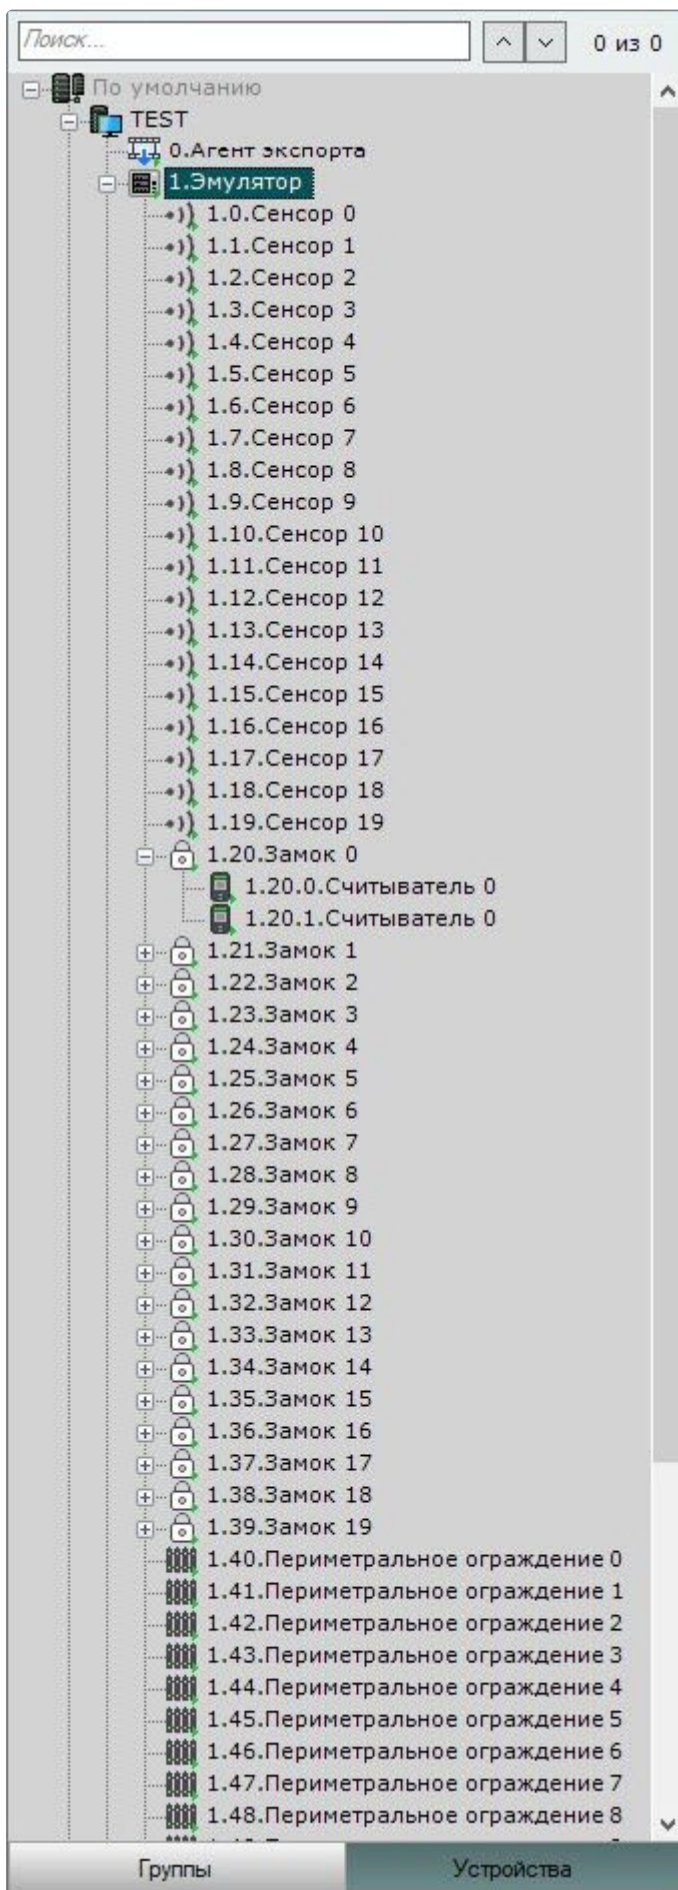 Поиск...
0 из 0
По умолчанию
TEST
0.Агент экспорта
1.Эмулятор
1.0.Сенсор 0
1.1.Сенсор 1
1.2.Сенсор 2
1.3.Сенсор 3
1.4.Сенсор 4
1.5.Сенсор 5
1.6.Сенсор 6
1.7.Сенсор 7
1.8.Сенсор 8
1.9.Сенсор 9
1.10.Сенсор 10
1.11.Сенсор 11
1.12.Сенсор 12
1.13.Сенсор 13
1.14.Сенсор 14
1.15.Сенсор 15
1.16.Сенсор 16
1.17.Сенсор 17
1.18.Сенсор 18
1.19.Сенсор 19
1.20.Замок 0
1.20.0.Считыватель 0
1.20.1.Считыватель 0
1.21.Замок 1
1.22.Замок 2
1.23.Замок 3
1.24.Замок 4
1.25.Замок 5
1.26.Замок 6
1.27.Замок 7
1.28.Замок 8
1.29.Замок 9
1.30.Замок 10
1.31.Замок 11
1.32.Замок 12
1.33.Замок 13
1.34.Замок 14
1.35.Замок 15
1.36.Замок 16
1.37.Замок 17
1.38.Замок 18
1.39.Замок 19
1.40.Периметральное ограждение 0
1.41.Периметральное ограждение 1
1.42.Периметральное ограждение 2
1.43.Периметральное ограждение 3
1.44.Периметральное ограждение 4
1.45.Периметральное ограждение 5
1.46.Периметральное ограждение 6
1.47.Периметральное ограждение 7
1.48.Периметральное ограждение 8
Группы
Устройства